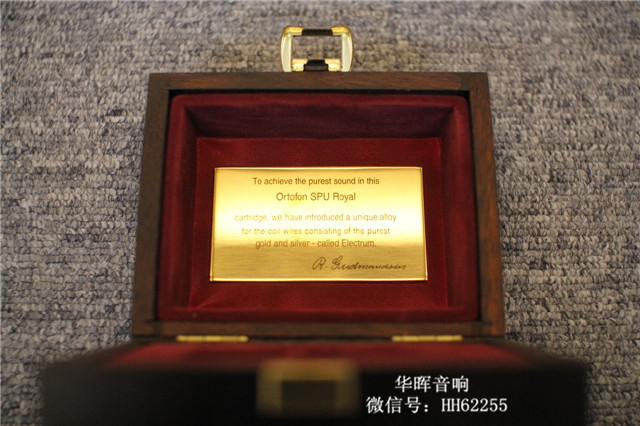 To achieve the purest sound in this
Ortofon SPU Royal
cartridge, we have introduced a unique alloy
for the coil wires consisting of the purest
gold and silver - called Electrum.
R. Gudmandsen
华晖音响
微信号：HH62255